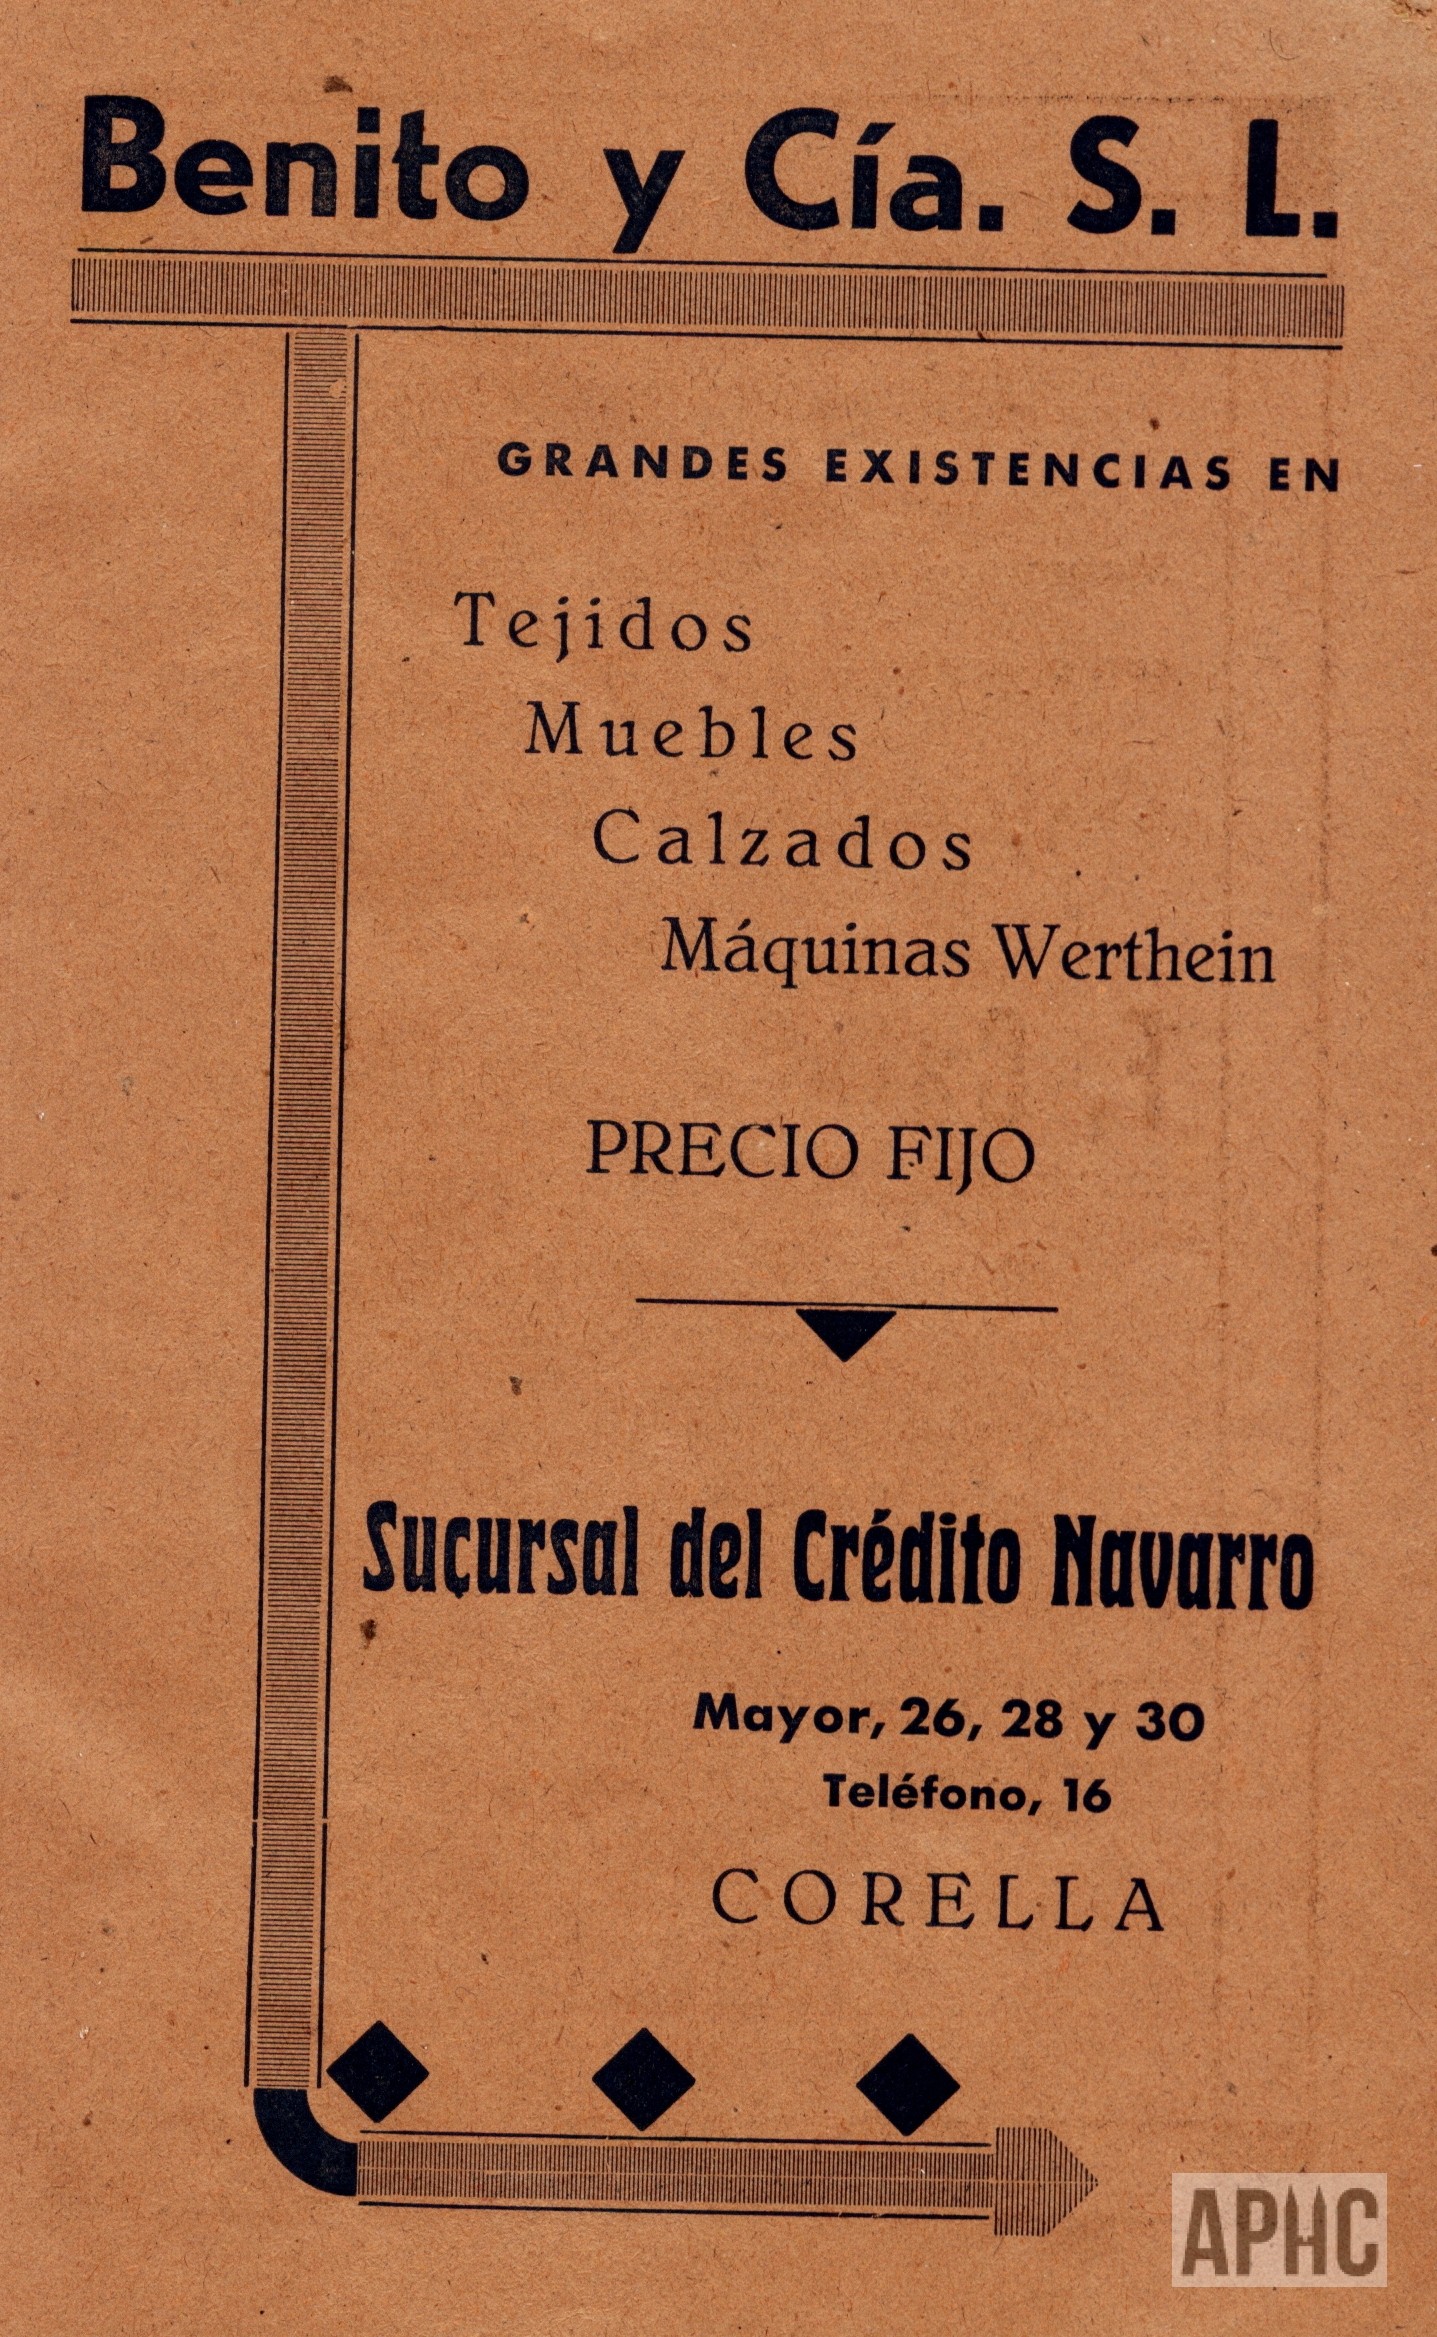 Benito y Cía. S. L.
GRANDES EXISTENCIAS EN
Tejidos
Muebles
Calzados
Máquinas Werthein
PRECIO FIJO
Sucursal del Crédito Navarro
Mayor, 26, 28 y 30
Teléfono, 16
CORELLA
APHC